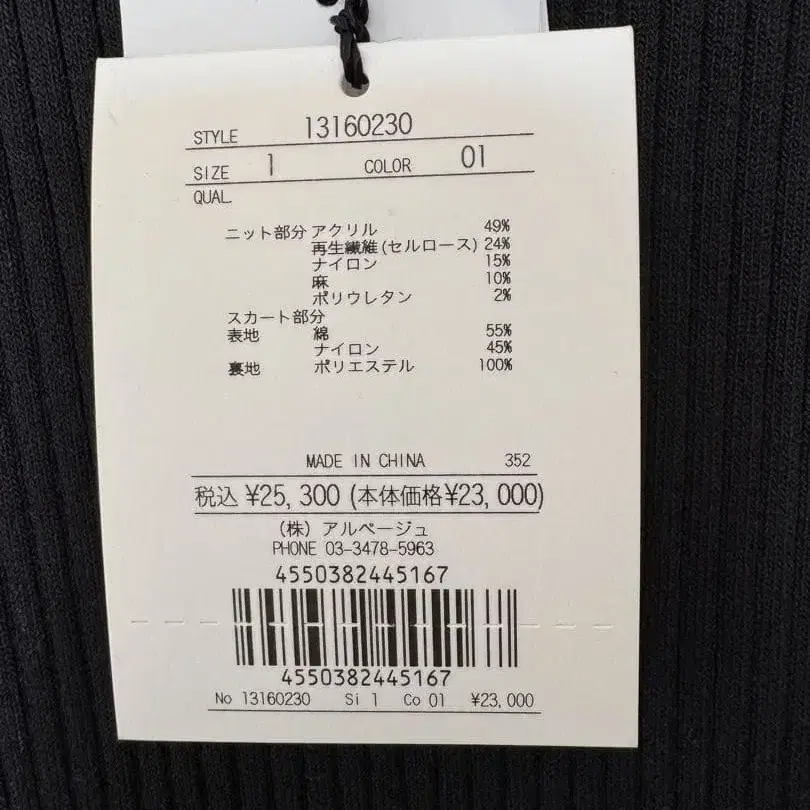 STYLE 13160230
SIZE 1 COLOR 01
QUAL.
ニット部分 アクリル 49%
再生繊維(セルロース) 24%
ナイロン 15%
麻 10%
ポリウレタン 2%
スカート部分
表地 綿 55%
ナイロン 45%
裏地 ポリエステル 100%
MADE IN CHINA 352
税込 ¥25,300 (本体価格¥23,000)
(株) アルページュ
PHONE 03-3478-5963
4550382445167
4550382445167
No 13160230 Si 1 Co 01 ¥23,000